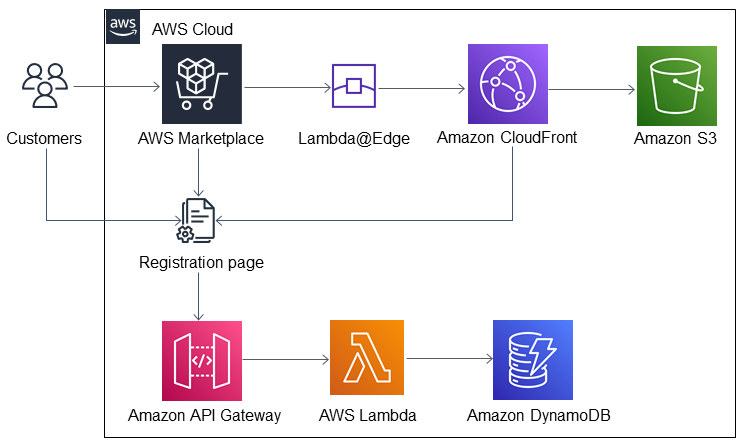 aws
AWS Cloud
Customers
AWS Marketplace
Lambda@Edge
Amazon CloudFront
Amazon S3
Registration page
Amazon API Gateway
AWS Lambda
Amazon DynamoDB